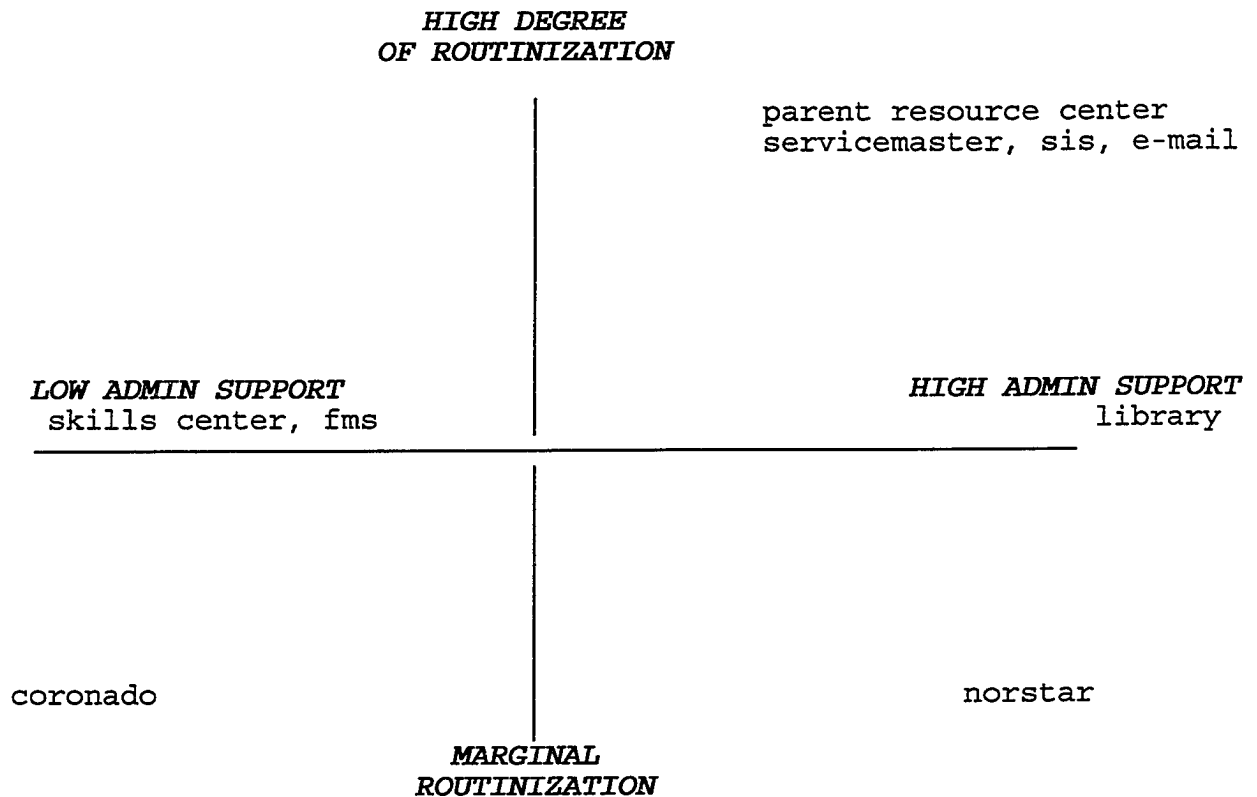 HIGH DEGREE
OF ROUTINIZATION
parent resource center
servicemaster, sis, e-mail
LOW ADMIN SUPPORT
skills center, fms
HIGH ADMIN SUPPORT
library
coronado
norstar
MARGINAL
ROUTINIZATION